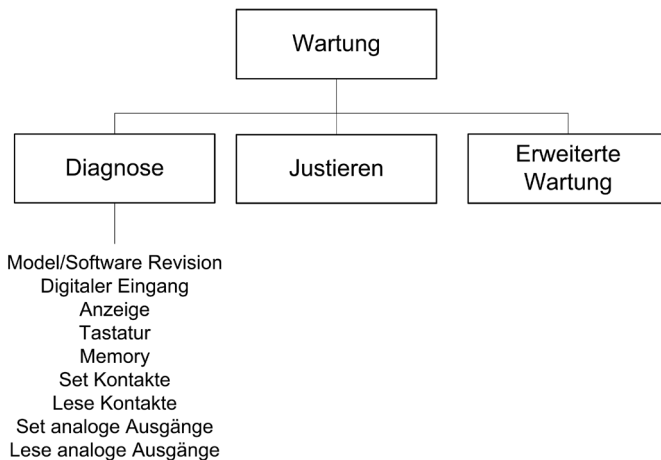 Wartung
Diagnose
Justieren
Erweiterte
Wartung
Model/Software Revision
Digitaler Eingang
Anzeige
Tastatur
Memory
Set Kontakte
Lese Kontakte
Set analoge Ausgänge
Lese analoge Ausgänge